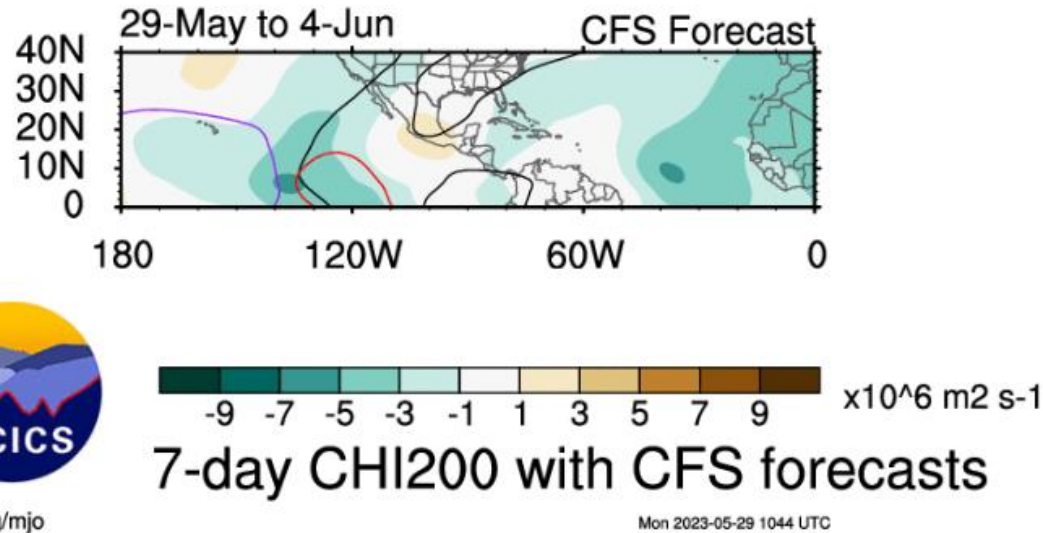 29-May to 4-Jun CFS Forecast
40N
30N
20N
10N
0
180 120W 60W 0
-9 -7 -5 -3 -1 1 3 5 7 9 x10^6 m2 s-1
CICS
7-day CHI200 with CFS forecasts
/mjo Mon 2023-05-29 1044 UTC